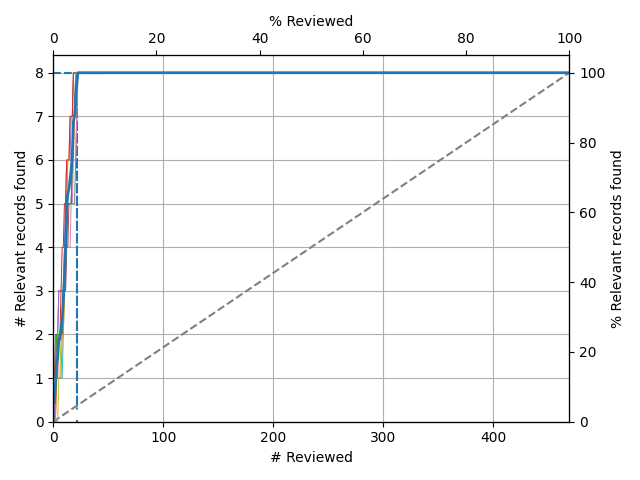 % Reviewed
0 20 40 60 80 100
8 100
7
80
6
5 60
4
40
3
2 20
1
0 0
# Relevant records found
% Relevant records found
0 100 200 300 400
# Reviewed